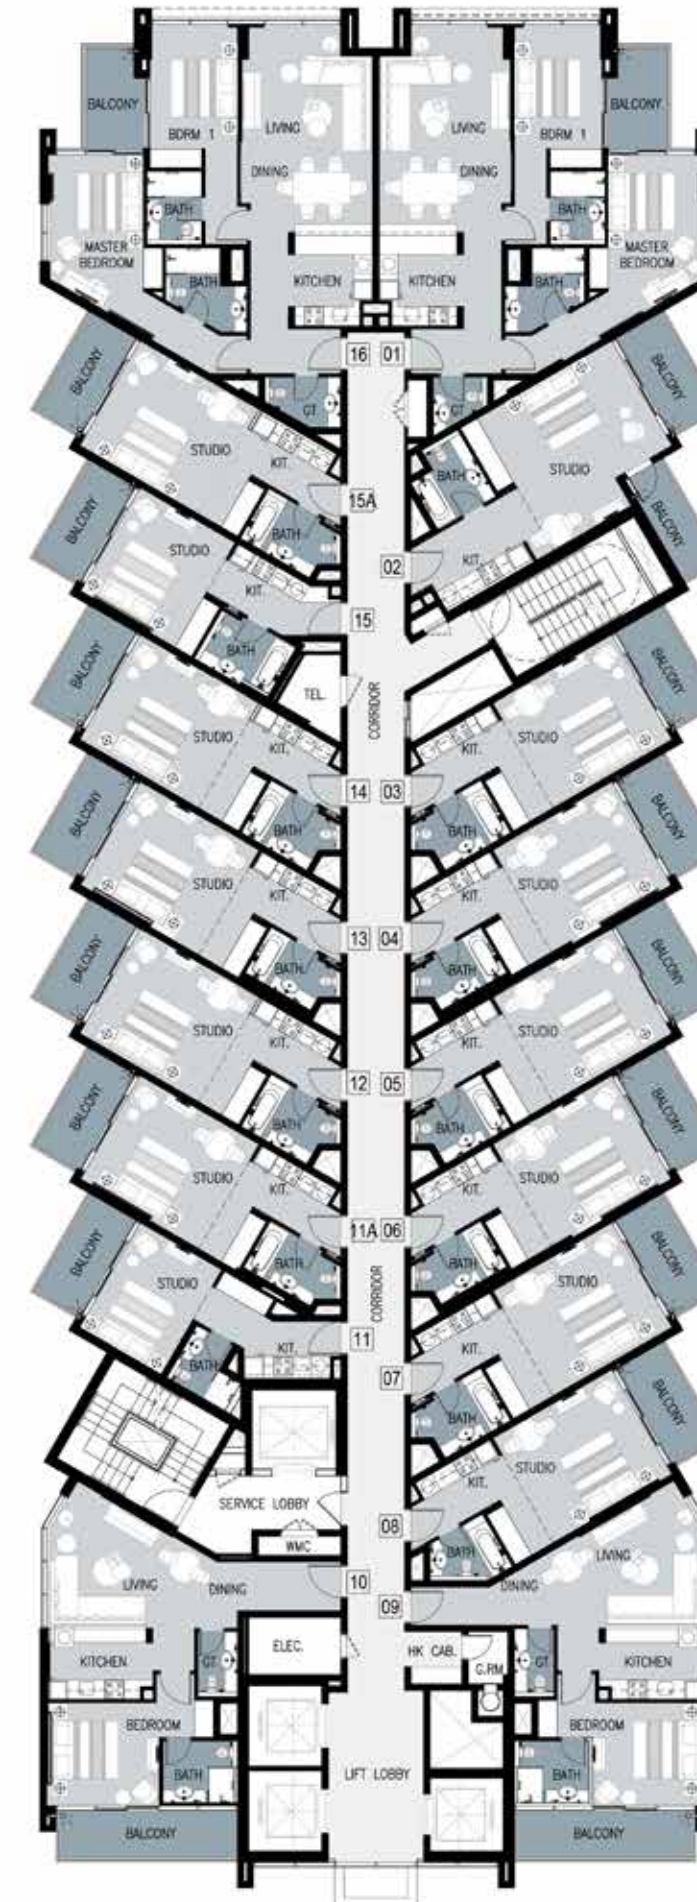 BALCONY
BDRM 1
LIVING
DINING
BATH
MASTER
BEDROOM
BATH
KITCHEN
LIVING
DINING
BDRM 1
BALCONY
BATH
MASTER
BEDROOM
BATH
KITCHEN
16
01
GT
GT
BALCONY
STUDIO
KIT.
15A
BATH
BALCONY
STUDIO
BATH
BALCONY
02
KIT.
BALCONY
STUDIO
KIT.
15
BATH
TEL.
CORRIDOR
BALCONY
STUDIO
KIT.
14
BATH
BALCONY
STUDIO
KIT.
03
BATH
BALCONY
STUDIO
KIT.
13
BATH
BALCONY
STUDIO
KIT.
04
BATH
BALCONY
STUDIO
KIT.
12
BATH
BALCONY
STUDIO
KIT.
05
BATH
BALCONY
STUDIO
KIT.
11A
BATH
BALCONY
STUDIO
KIT.
06
BATH
CORRIDOR
BALCONY
STUDIO
KIT.
11
BATH
BALCONY
STUDIO
KIT.
07
BATH
BALCONY
STUDIO
KIT.
08
BATH
SERVICE LOBBY
WMC
LIVING
DINING
10
KITCHEN
GT
ELEC.
BEDROOM
BATH
BALCONY
LIVING
DINING
09
HK CAB.
G.RM
GT
KITCHEN
BEDROOM
BATH
BALCONY
LIFT LOBBY